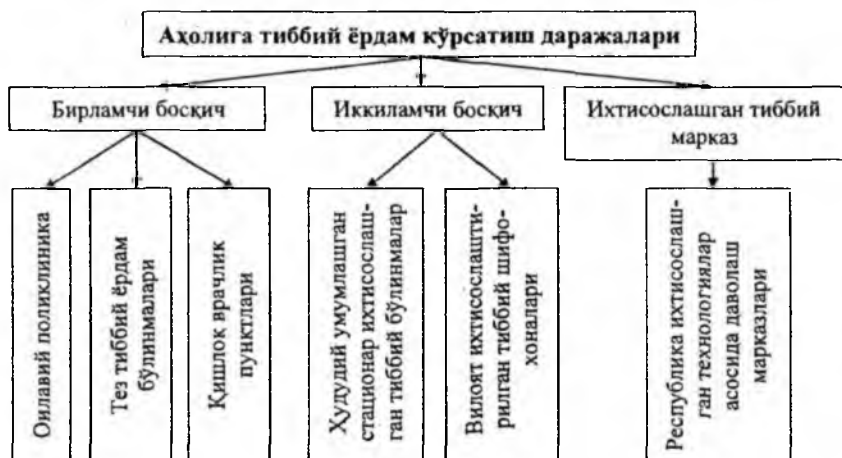 Аҳолига тиббий ёрдам кўрсатиш даражалари
Бирламчи босқич
Иккиламчи босқич
Ихтисослашган тиббий
марказ
Оилавий поликлиника
Тез тиббий ёрдам
бўлинмалари
Қишлок врачлик
пунктлари
Ҳудудий умумлашган
стационар ихтисослаш-
ган тиббий бўлинмалар
Вилоят ихтисослашти-
рилган тиббий шифо-
хоналари
Республика ихтисослаш-
ган технологиялар
асосида даволаш
марказлари